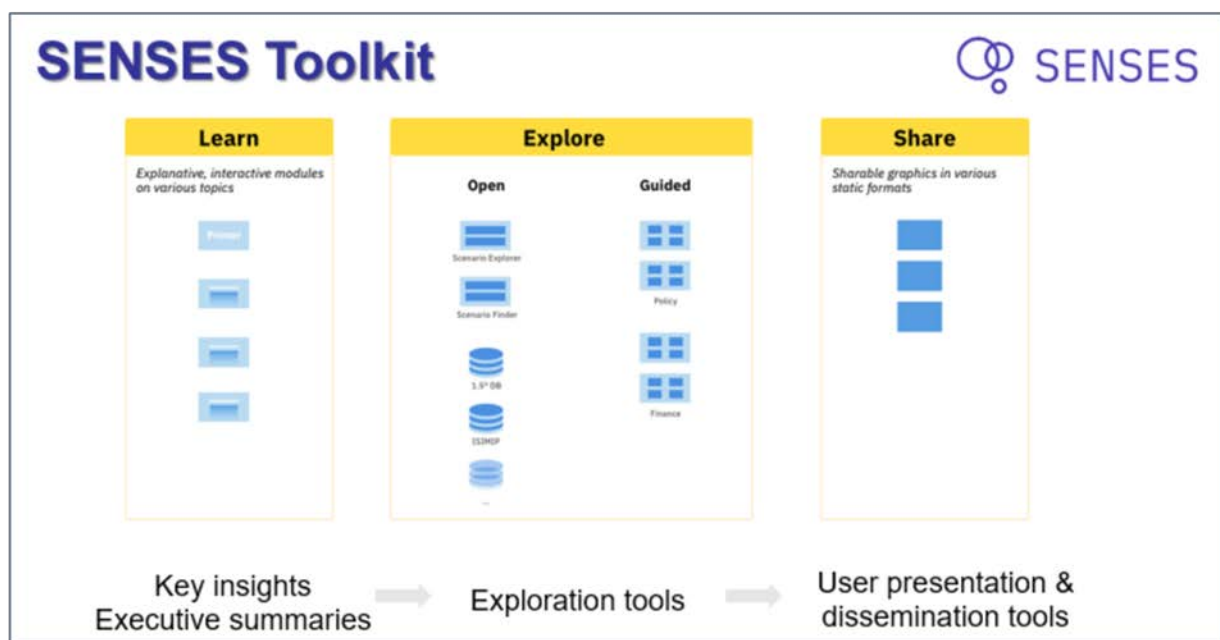 SENSES Toolkit
SENSES
Learn
Explanative, interactive modules
on various topics
Primer
Explore
Open
Scenario Explorer
Scenario Finder
1.5° DB
ISIMIP
...
Guided
Policy
Finance
Share
Sharable graphics in various
static formats
Key insights
Executive summaries
Exploration tools
User presentation &
dissemination tools